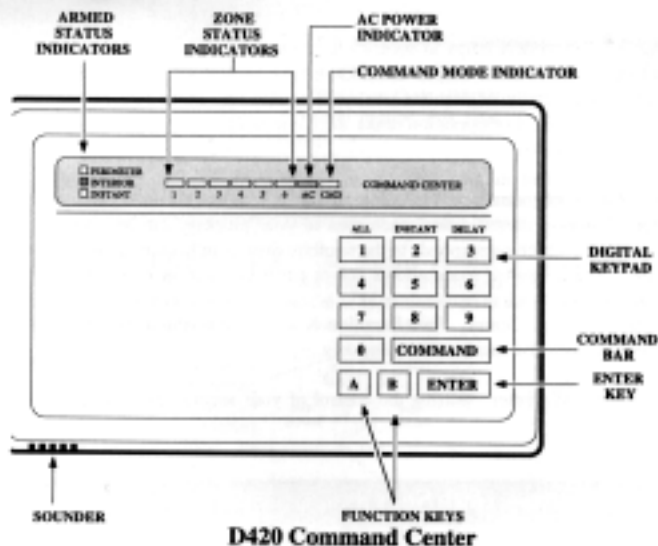 ARMED
STATUS
INDICATORS
ZONE
STATUS
INDICATORS
AC POWER
INDICATOR
COMMAND MODE INDICATOR
PERIMETER
INTERIOR
INSTANT
1 2 3 4 5 6 AC CMD
COMMAND CENTER
ALL INSTANT DELAY
1 2 3
4 5 6
7 8 9
0 COMMAND
A B ENTER
DIGITAL
KEYPAD
COMMAND
BAR
ENTER
KEY
SOUNDER
FUNCTION KEYS
D420 Command Center